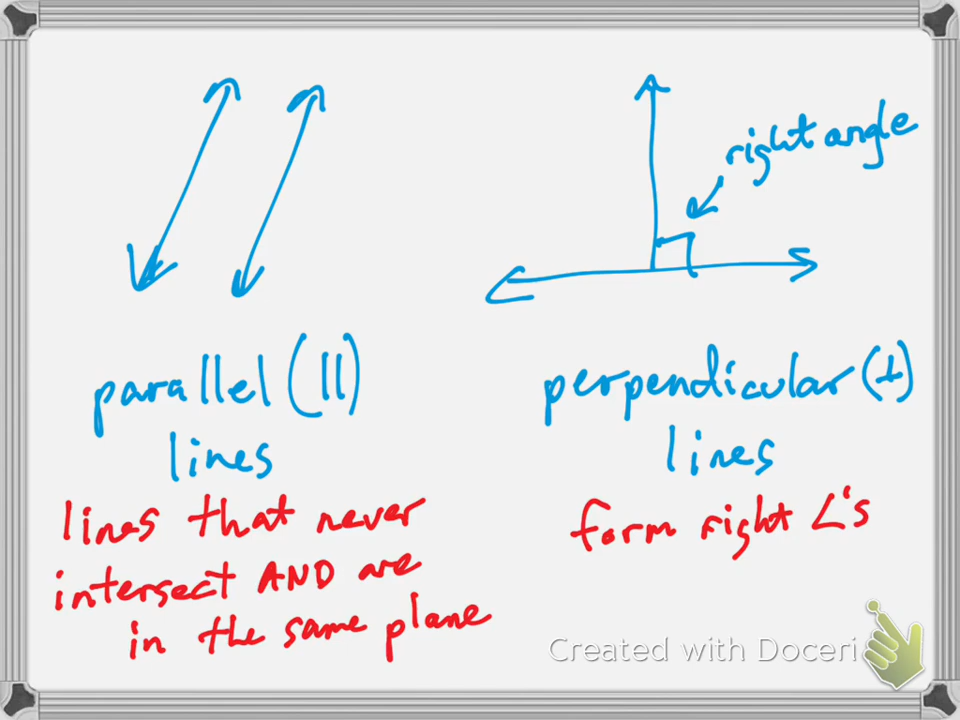 right angle
parallel (||)
lines
lines that never
intersect AND are
in the same plane
perpendicular (⊥)
lines
form right ∠'s
Created with Doceri